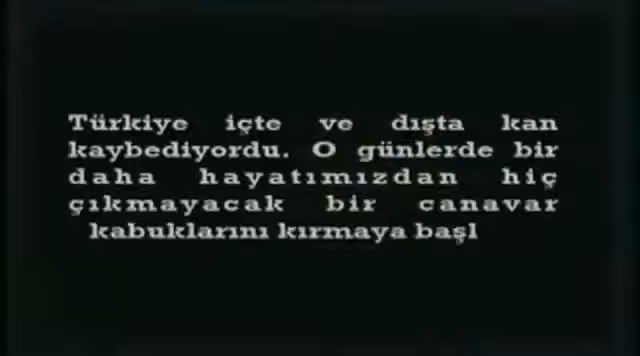 Türkiye içte ve dışta kan
kaybediyordu. O günlerde bir
daha hayatımızdan hiç
çıkmayacak bir canavar
kabuklarını kırmaya başl